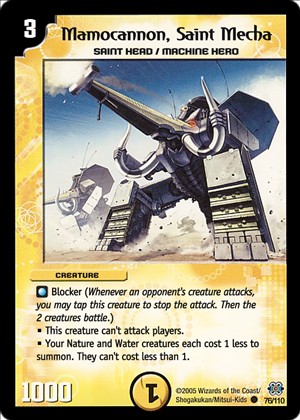 3
Mamocannon, Saint Mecha
SAINT HEAD / MACHINE HERO
CREATURE
Blocker (Whenever an opponent's creature attacks,
you may tap this creature to stop the attack. Then the
2 creatures battle.)
▪ This creature can't attack players.
▪ Your Nature and Water creatures each cost 1 less to
summon. They can't cost less than 1.
1000
1
©2005 Wizards of the Coast/
Shogakukan/Mitsui-Kids
76/110